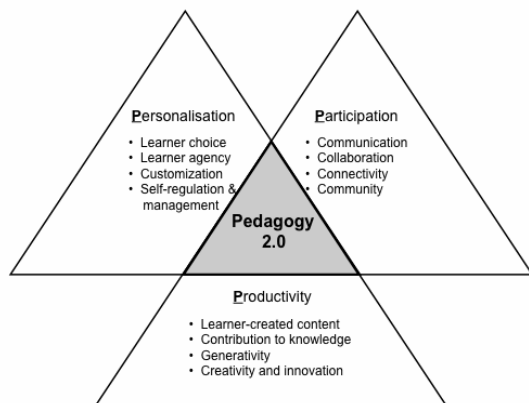 Personalisation
• Learner choice
• Learner agency
• Customization
• Self-regulation &
management
Participation
• Communication
• Collaboration
• Connectivity
• Community
Pedagogy
2.0
Productivity
• Learner-created content
• Contribution to knowledge
• Generativity
• Creativity and innovation